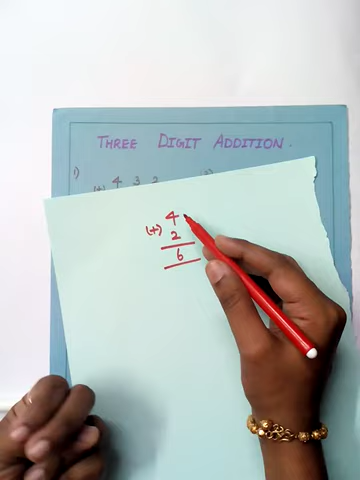 THREE DIGIT ADDITION.
1)
(+) 4 3 2
4
(+) 2
6